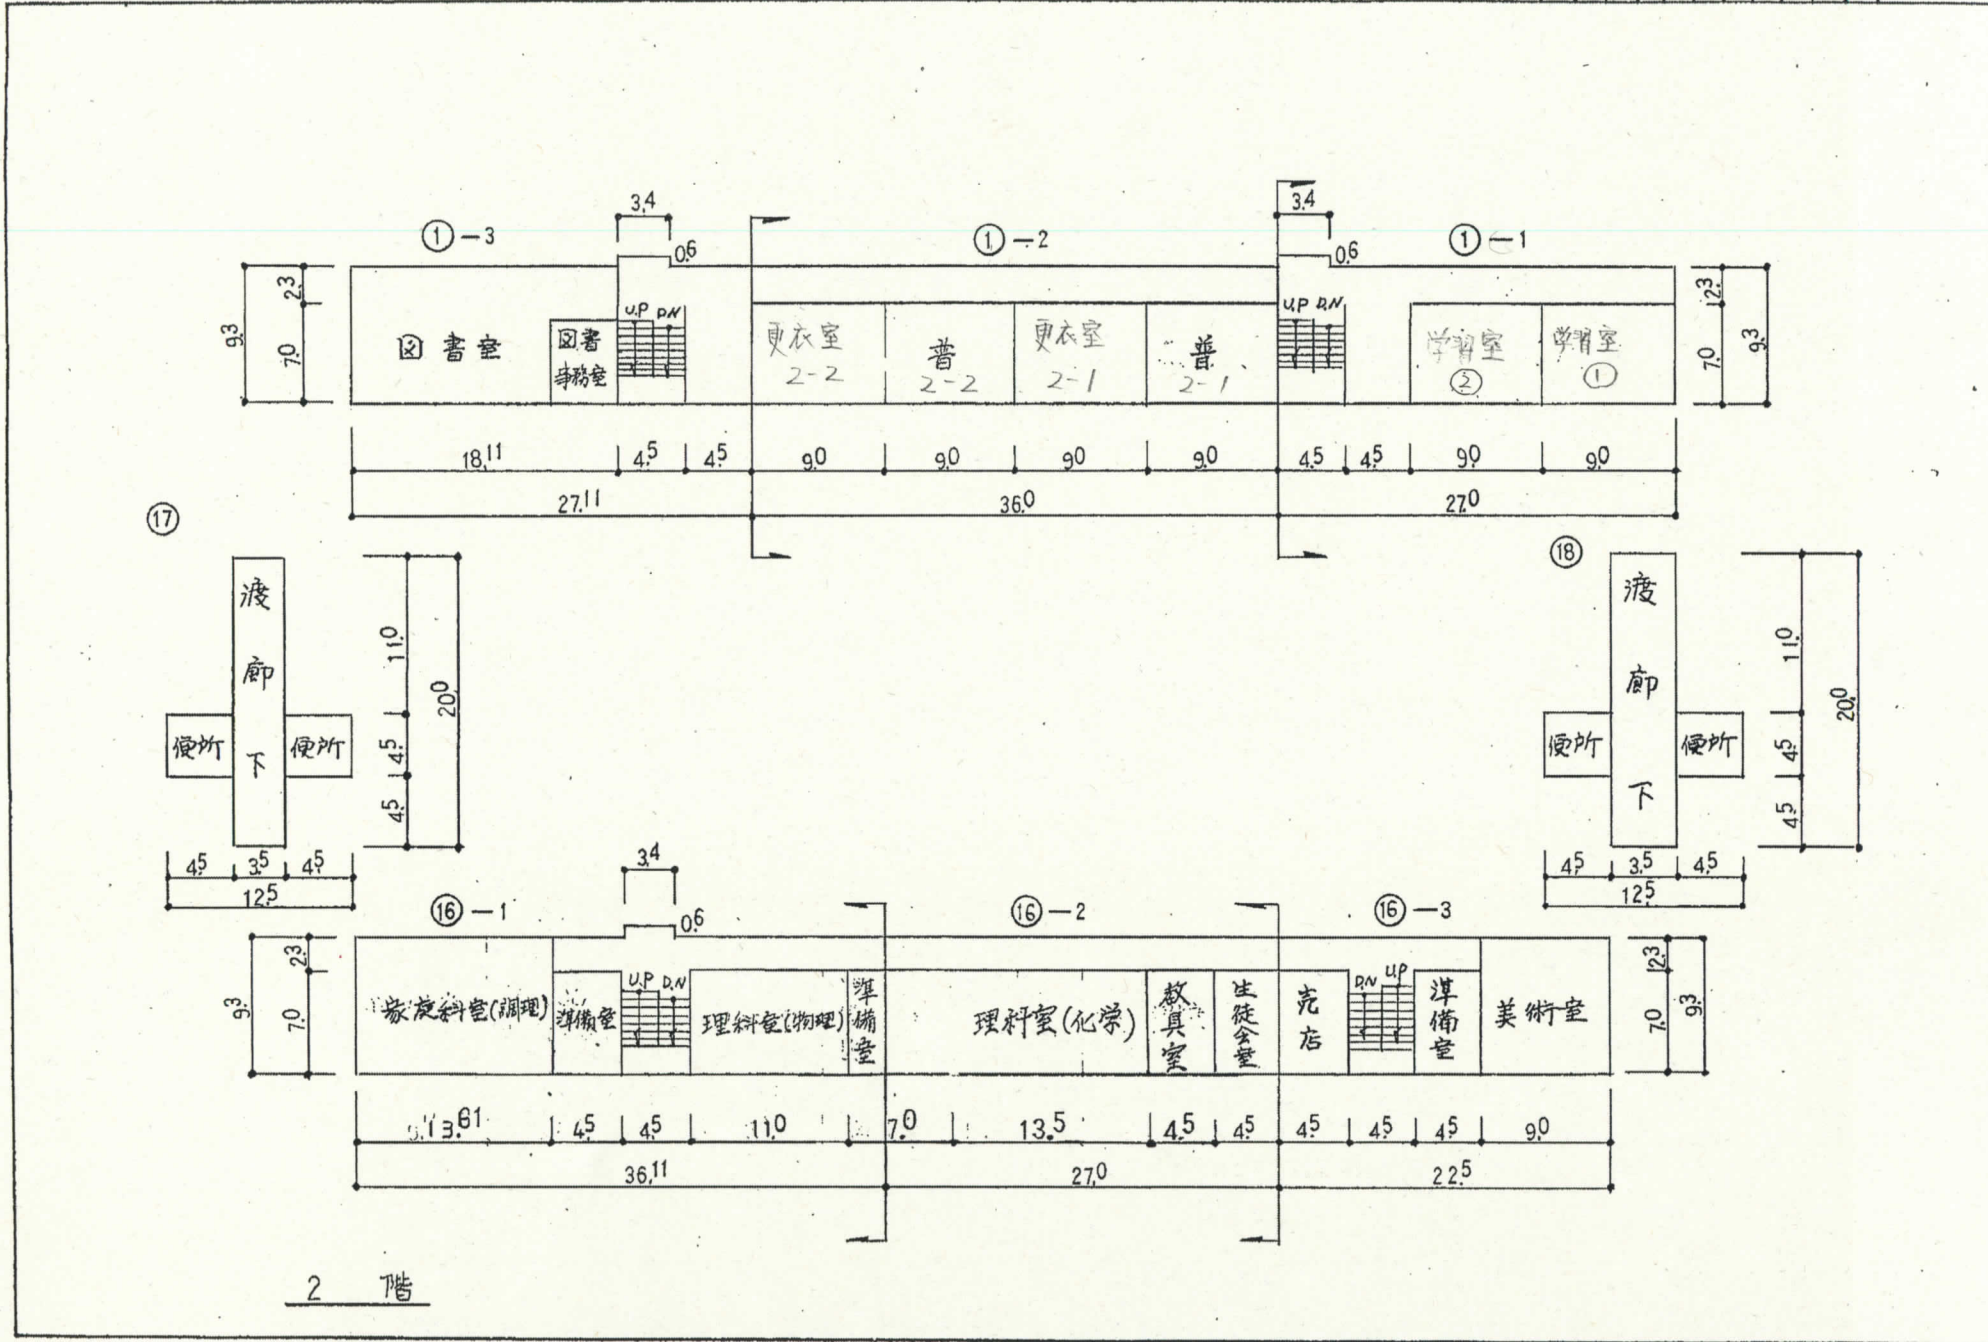 3.4
3.4
①-3
①-2
①-1
0.6
0.6
2.3
7.0
9.3
図書室
図書
事務室
U.P
D.N
更衣室
2-2
普
2-2
更衣室
2-1
普
2-1
U.P
D.N
学習室
②
学習室
①
2.3
7.0
9.3
18.11
4.5
4.5
9.0
9.0
9.0
9.0
4.5
4.5
9.0
9.0
27.11
36.0
27.0
⑰
渡廊下
便所
便所
11.0
4.5
4.5
20.0
4.5
3.5
4.5
12.5
⑱
渡廊下
便所
便所
11.0
4.5
4.5
20.0
4.5
3.5
4.5
12.5
3.4
⑯-1
0.6
⑯-2
⑯-3
2.3
7.0
9.3
家庭科室(調理)
準備室
U.P
D.N
理科室(物理)
準備室
理科室(化学)
教具室
生徒会室
売店
D.N
U.P
準備室
美術室
2.3
7.0
9.3
13.61
4.5
4.5
11.0
7.0
13.5
4.5
4.5
4.5
4.5
4.5
9.0
36.11
27.0
22.5
2 階